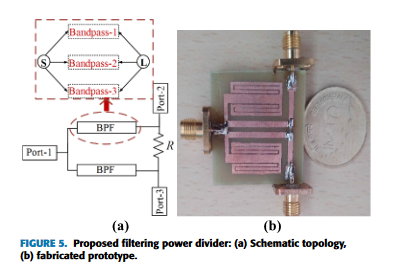 Bandpass-1
S
Bandpass-2
L
Bandpass-3
Port-2
BPF
Port-1
R
BPF
Port-3
(a)
(b)
FIGURE 5. Proposed filtering power divider: (a) Schematic topology,
(b) fabricated prototype.